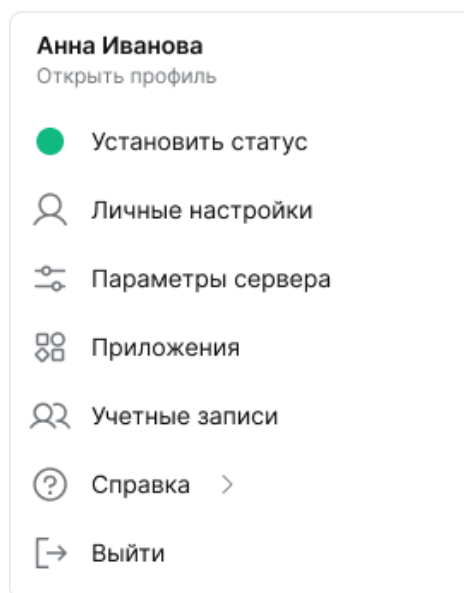 Анна Иванова
Открыть профиль
Установить статус
Личные настройки
Параметры сервера
Приложения
Учетные записи
Справка
Выйти